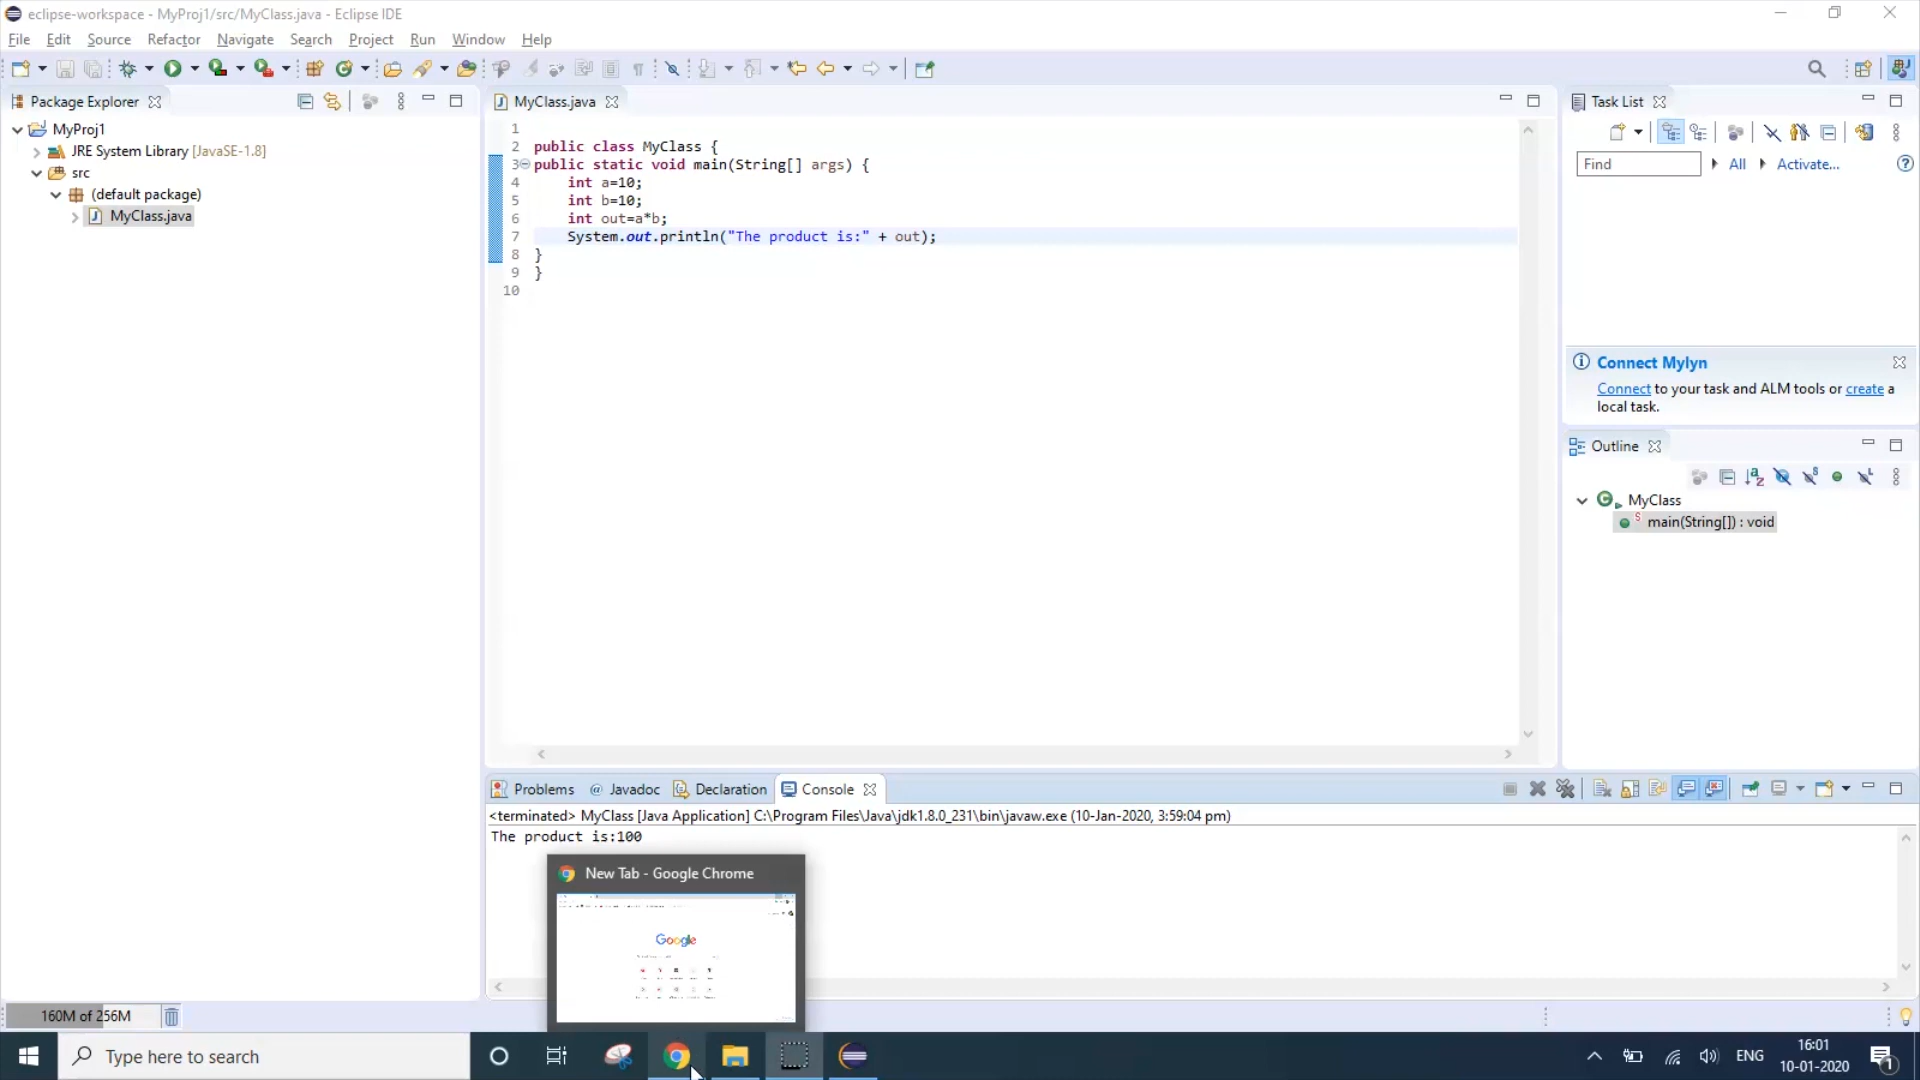 eclipse-workspace - MyProj1/src/MyClass.java - Eclipse IDE
File Edit Source Refactor Navigate Search Project Run Window Help
Package Explorer
MyProj1
JRE System Library [JavaSE-1.8]
src
(default package)
MyClass.java
MyClass.java
1
2 public class MyClass {
3 public static void main(String[] args) {
4 int a=10;
5 int b=10;
6 int out=a*b;
7 System.out.println("The product is:" + out);
8 }
9 }
10
Task List
Find All Activate...
Connect Mylyn
Connect to your task and ALM tools or create a
local task.
Outline
MyClass
main(String[]) : void
Problems @ Javadoc Declaration Console
<terminated> MyClass [Java Application] C:\Program Files\Java\jdk1.8.0_231\bin\javaw.exe (10-Jan-2020, 3:59:04 pm)
The product is:100
New Tab - Google Chrome
Google
160M of 256M
Type here to search
ENG
16:01
10-01-2020
1